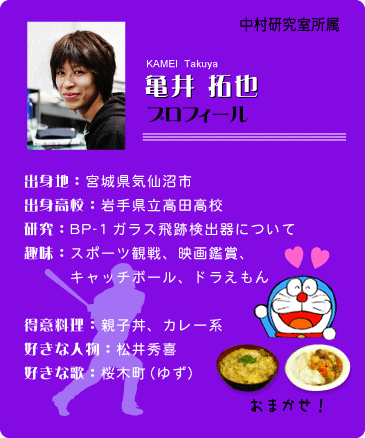 中村研究室所属
KAMEI Takuya
亀井 拓也
プロフィール
出身地：宮城県気仙沼市
出身高校：岩手県立高田高校
研究：BP-1 ガラス飛跡検出器について
趣味：スポーツ観戦、映画鑑賞、
キャッチボール、ドラえもん
得意料理：親子丼、カレー系
好きな人物：松井秀喜
好きな歌：桜木町（ゆず）
おまかせ！